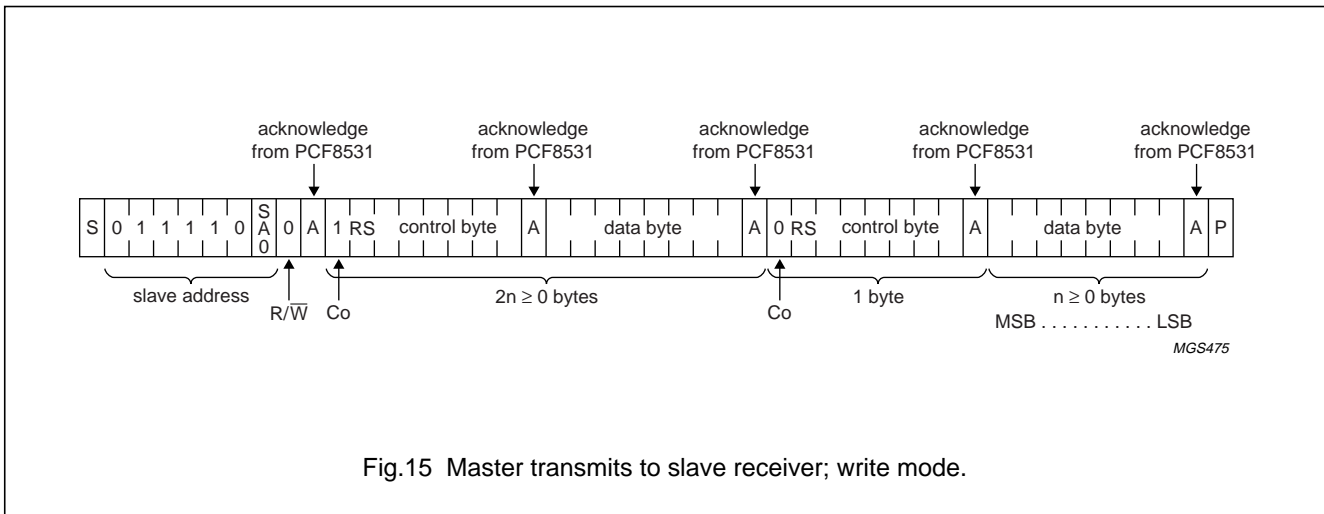 acknowledge from PCF8531
acknowledge from PCF8531
acknowledge from PCF8531
acknowledge from PCF8531
acknowledge from PCF8531
S 0 1 1 1 1 0 SA0 0 A 1 RS control byte A data byte A 0 RS control byte A data byte A P
slave address
R/W̅
Co
2n ≥ 0 bytes
Co
1 byte
n ≥ 0 bytes
MSB . . . . . . . . . . . LSB
MGS475
Fig.15 Master transmits to slave receiver; write mode.